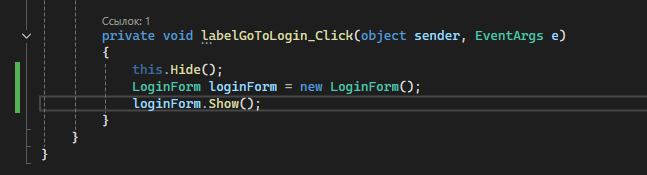 Ссылок: 1
private void labelGoToLogin_Click(object sender, EventArgs e)
{
this.Hide();
LoginForm loginForm = new LoginForm();
loginForm.Show();
}
}
}